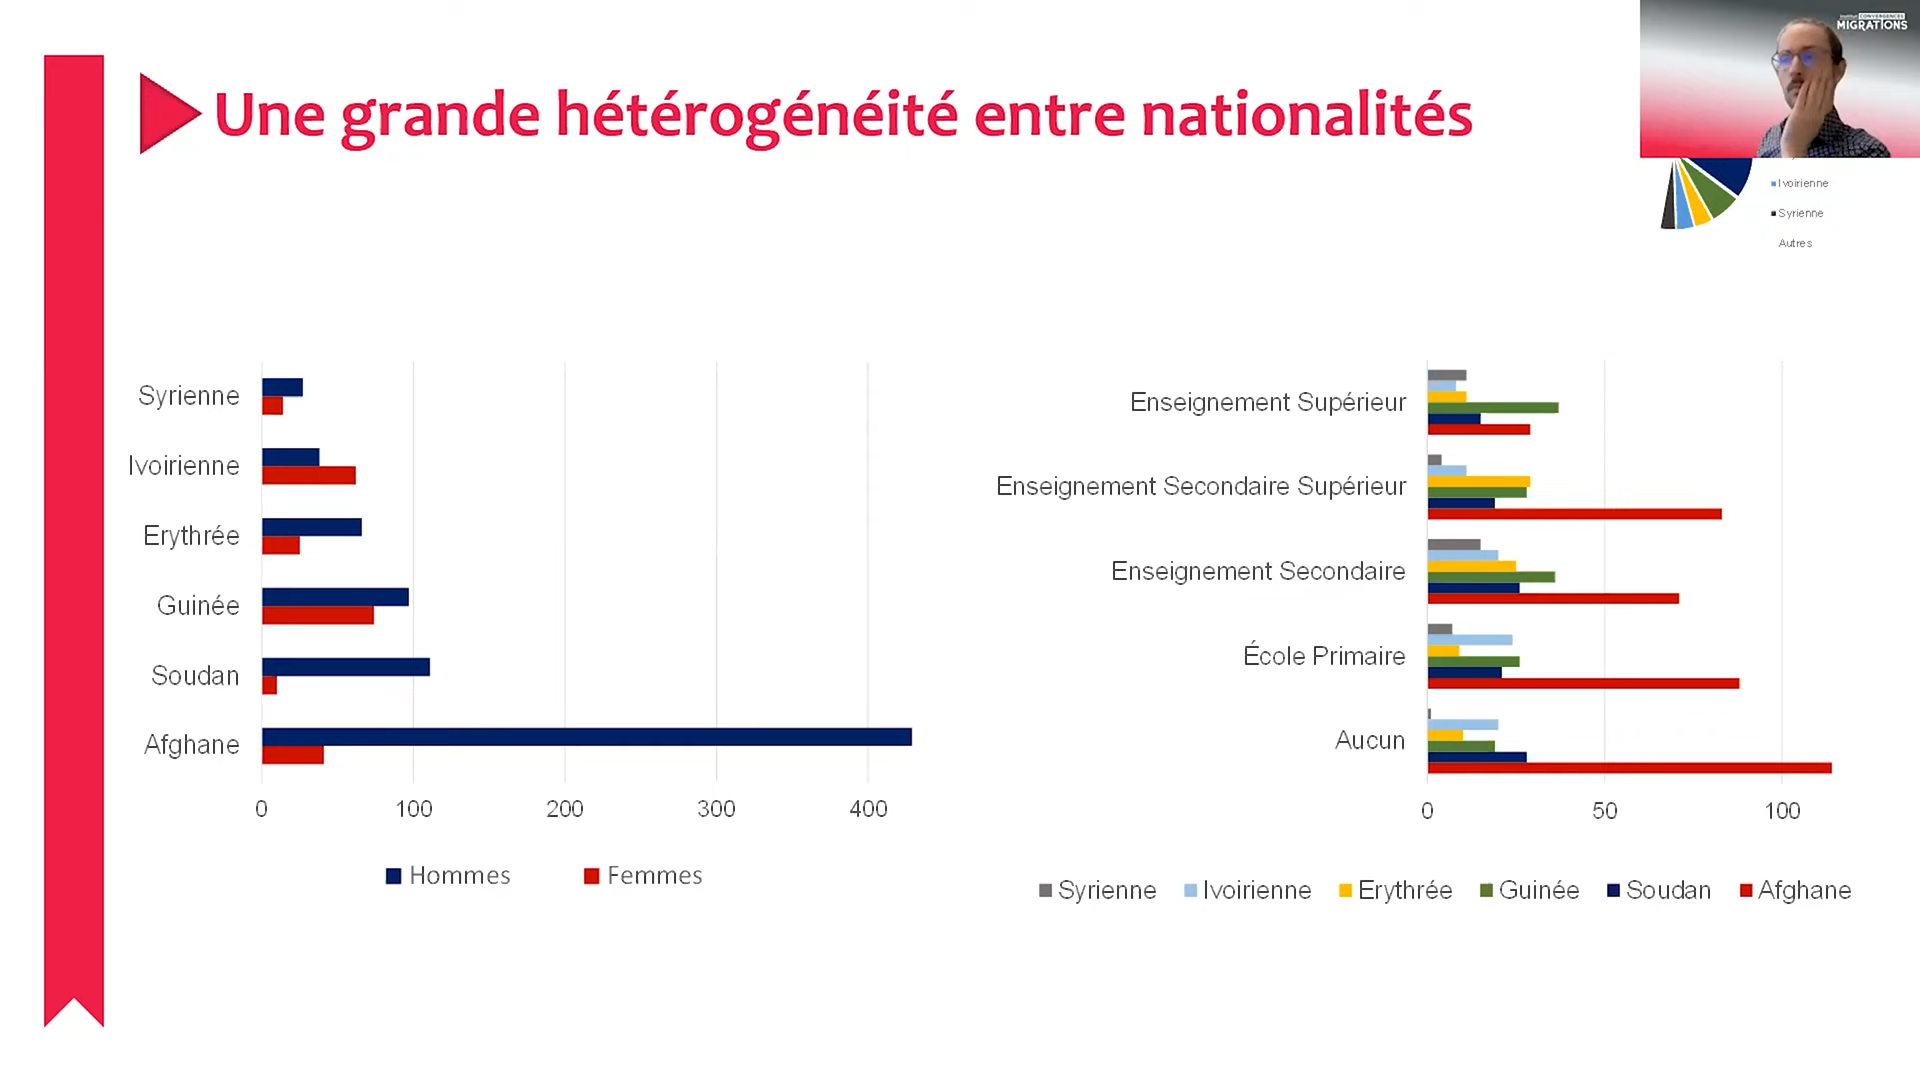 Une grande hétérogénéité entre nationalités
CONVERGENCES
MIGRATIONS
Ivoirienne
Syrienne
Autres
Syrienne
Ivoirienne
Erythrée
Guinée
Soudan
Afghane
0 100 200 300 400
Hommes Femmes
Enseignement Supérieur
Enseignement Secondaire Supérieur
Enseignement Secondaire
École Primaire
Aucun
0 50 100
Syrienne Ivoirienne Erythrée Guinée Soudan Afghane